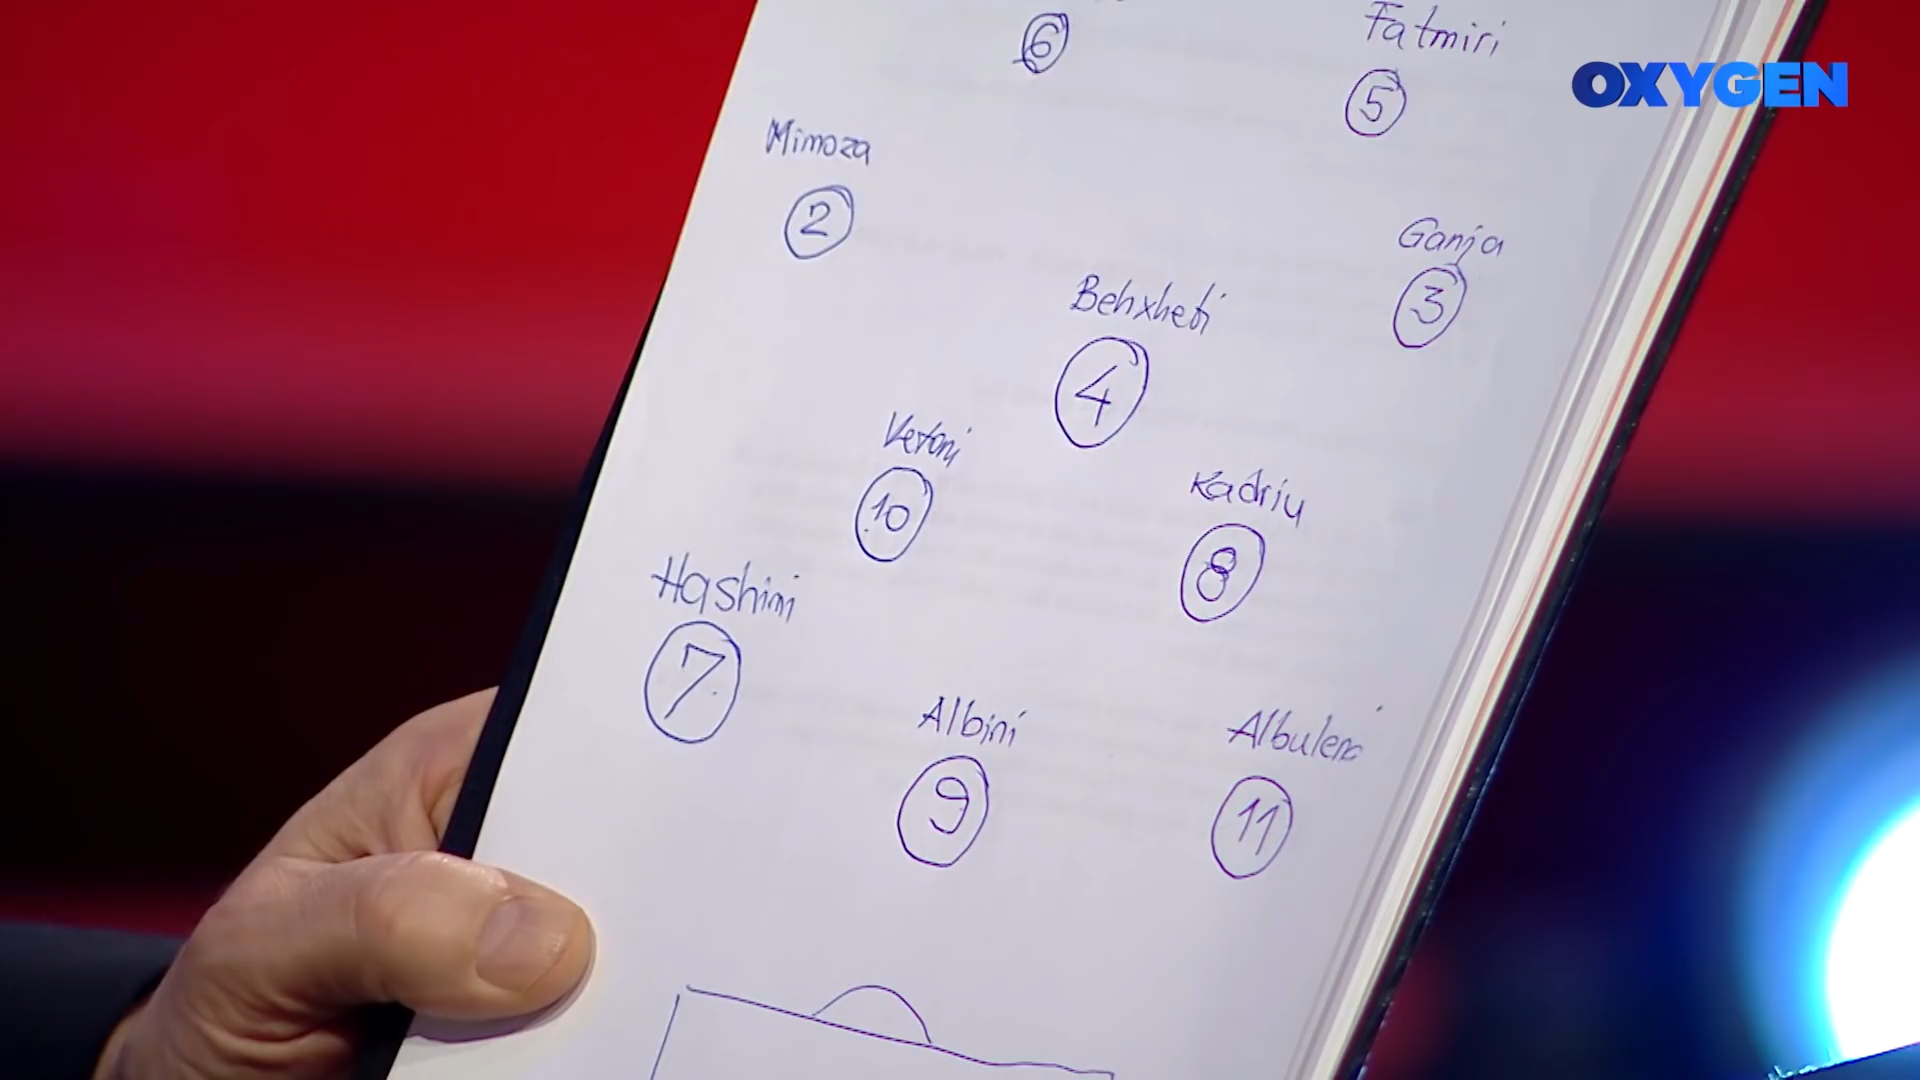 Fatmiri
6
5
OXYGEN
Mimoza
2
Ganja
3
Behxheti
4
Vetoni
10
Kadriu
8
Hashimi
7
Albini
9
Albulena
11